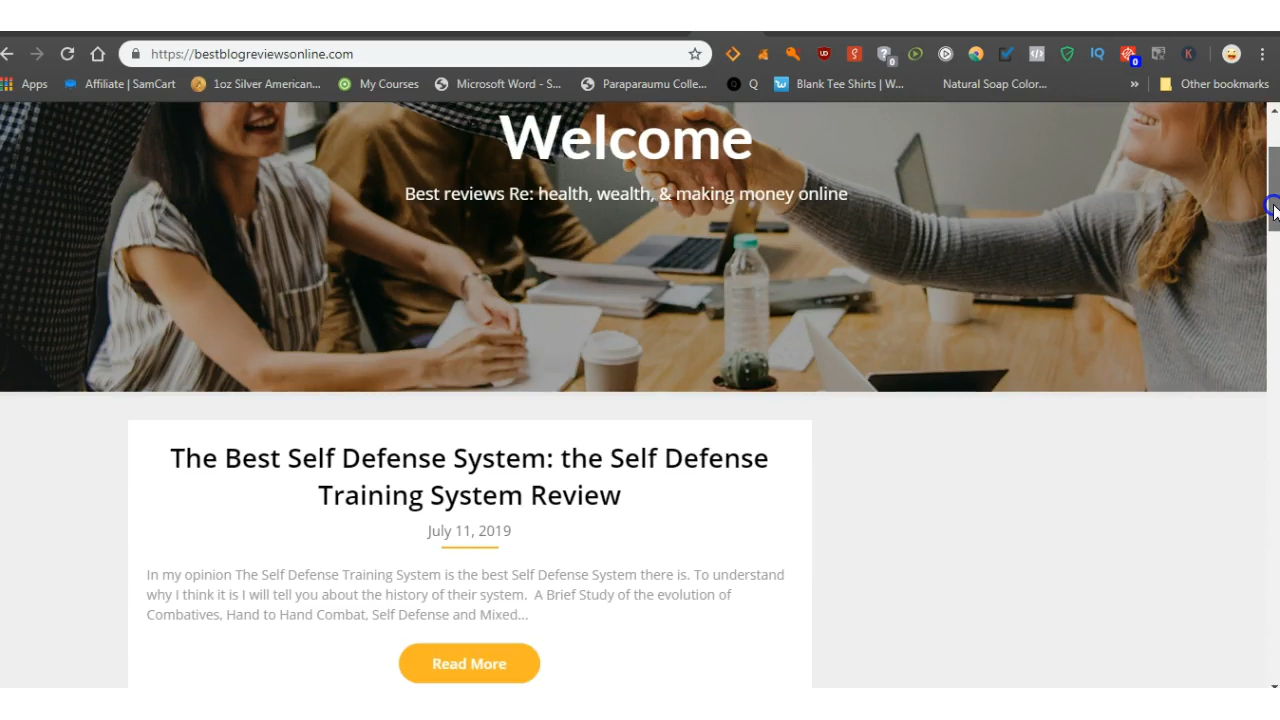 https://bestblogreviewsonline.com
Apps Affiliate | SamCart 1oz Silver American... My Courses Microsoft Word - S... Paraparaumu Colle... Q Blank Tee Shirts | W... Natural Soap Color... » Other bookmarks
Welcome
Best reviews Re: health, wealth, & making money online
The Best Self Defense System: the Self Defense
Training System Review
July 11, 2019
In my opinion The Self Defense Training System is the best Self Defense System there is. To understand
why I think it is I will tell you about the history of their system. A Brief Study of the evolution of
Combatives, Hand to Hand Combat, Self Defense and Mixed...
Read More